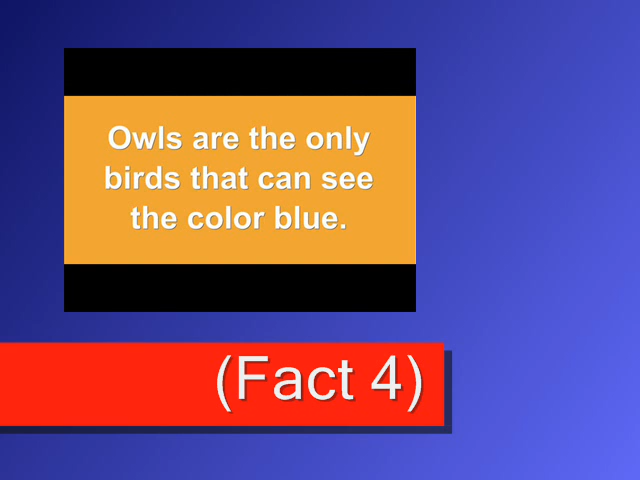 Owls are the only
birds that can see
the color blue.
(Fact 4)